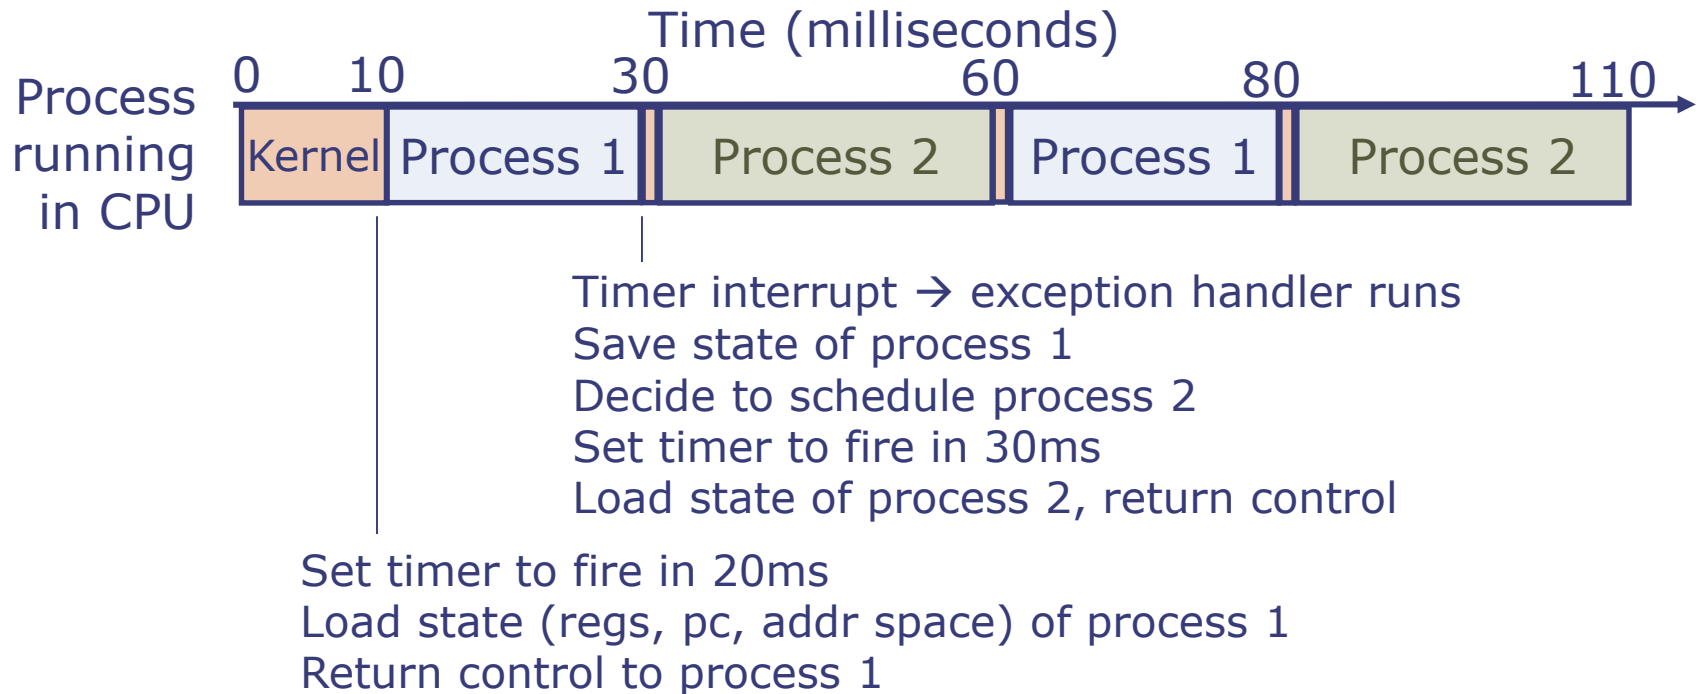 Time (milliseconds)
0 10 30 60 80 110
Process
running
in CPU
Kernel Process 1 Process 2 Process 1 Process 2
Timer interrupt → exception handler runs
Save state of process 1
Decide to schedule process 2
Set timer to fire in 30ms
Load state of process 2, return control
Set timer to fire in 20ms
Load state (regs, pc, addr space) of process 1
Return control to process 1